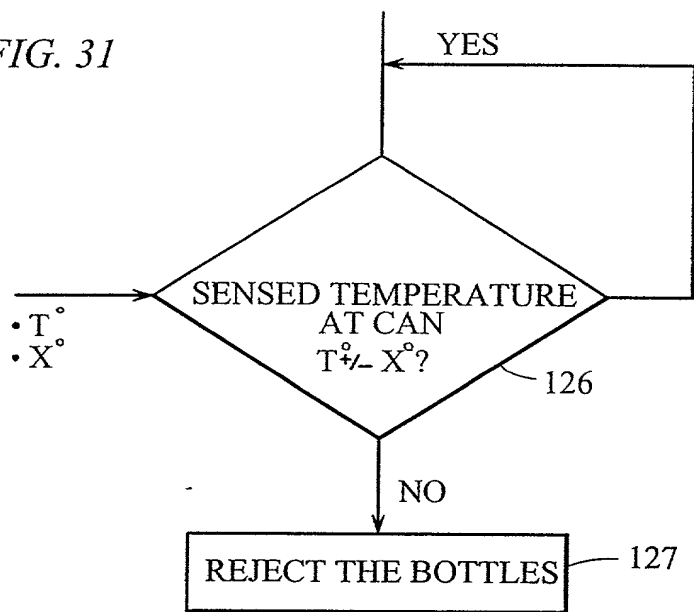 FIG. 31
YES
SENSED TEMPERATURE
AT CAN
T°+/- X°?
• T°
• X°
126
NO
REJECT THE BOTTLES
127